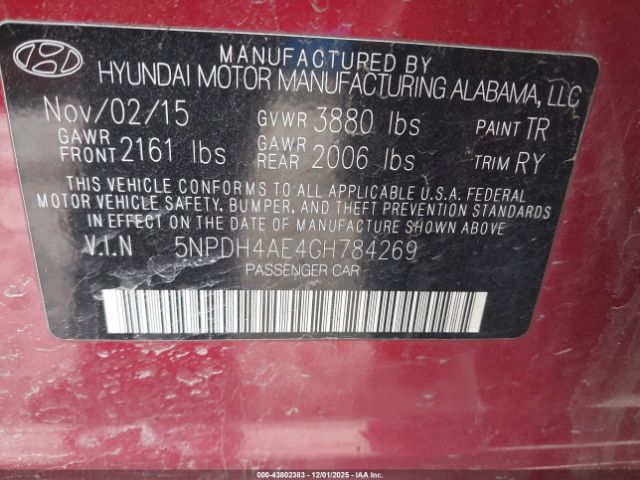 MANUFACTURED BY
HYUNDAI MOTOR MANUFACTURING ALABAMA, LLC
Nov/02/15 GVWR 3880 lbs PAINT TR
GAWR FRONT 2161 lbs GAWR REAR 2006 lbs TRIM RY
THIS VEHICLE CONFORMS TO ALL APPLICABLE U.S.A. FEDERAL
MOTOR VEHICLE SAFETY, BUMPER, AND THEFT PREVENTION STANDARDS
IN EFFECT ON THE DATE OF MANUFACTURE SHOWN ABOVE
V.I.N 5NPDH4AE4GH784269
PASSENGER CAR
000-43802383 - 12/01/2025 - IAA Inc.